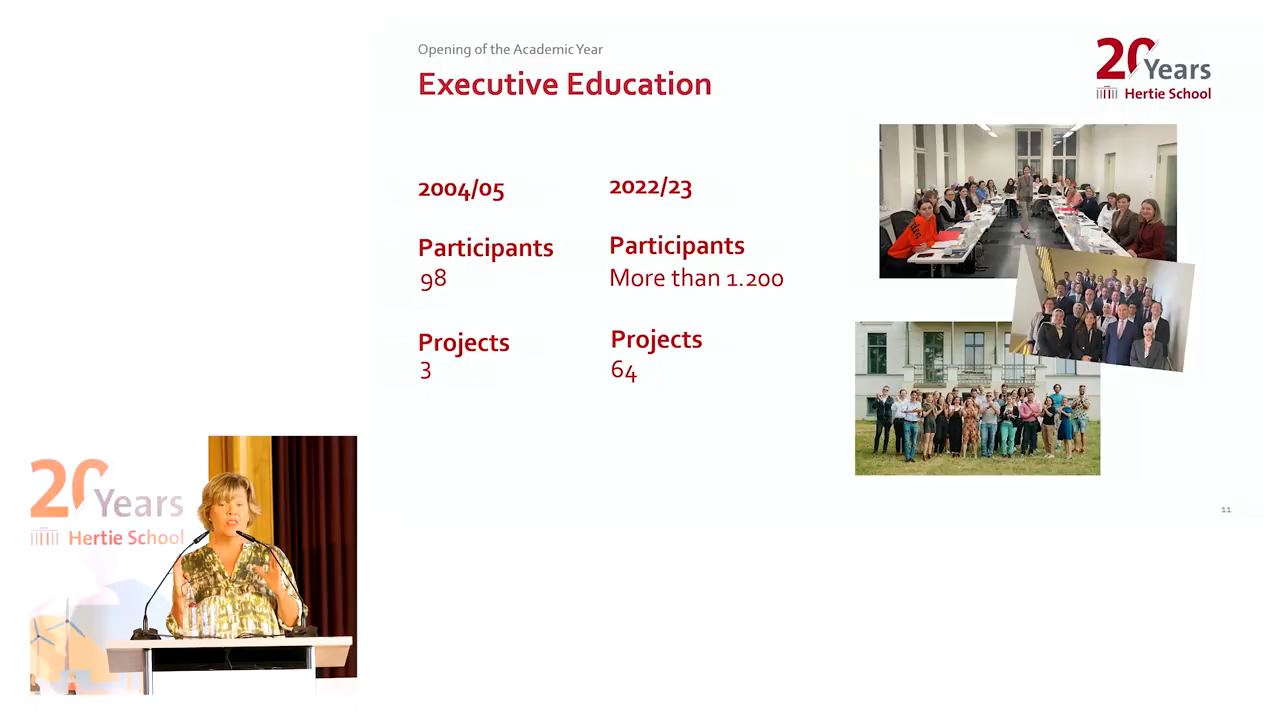 Opening of the Academic Year
Executive Education
20 Years
Hertie School
2004/05
2022/23
Participants
98
Participants
More than 1.200
Projects
3
Projects
64
11
20 Years
Hertie School